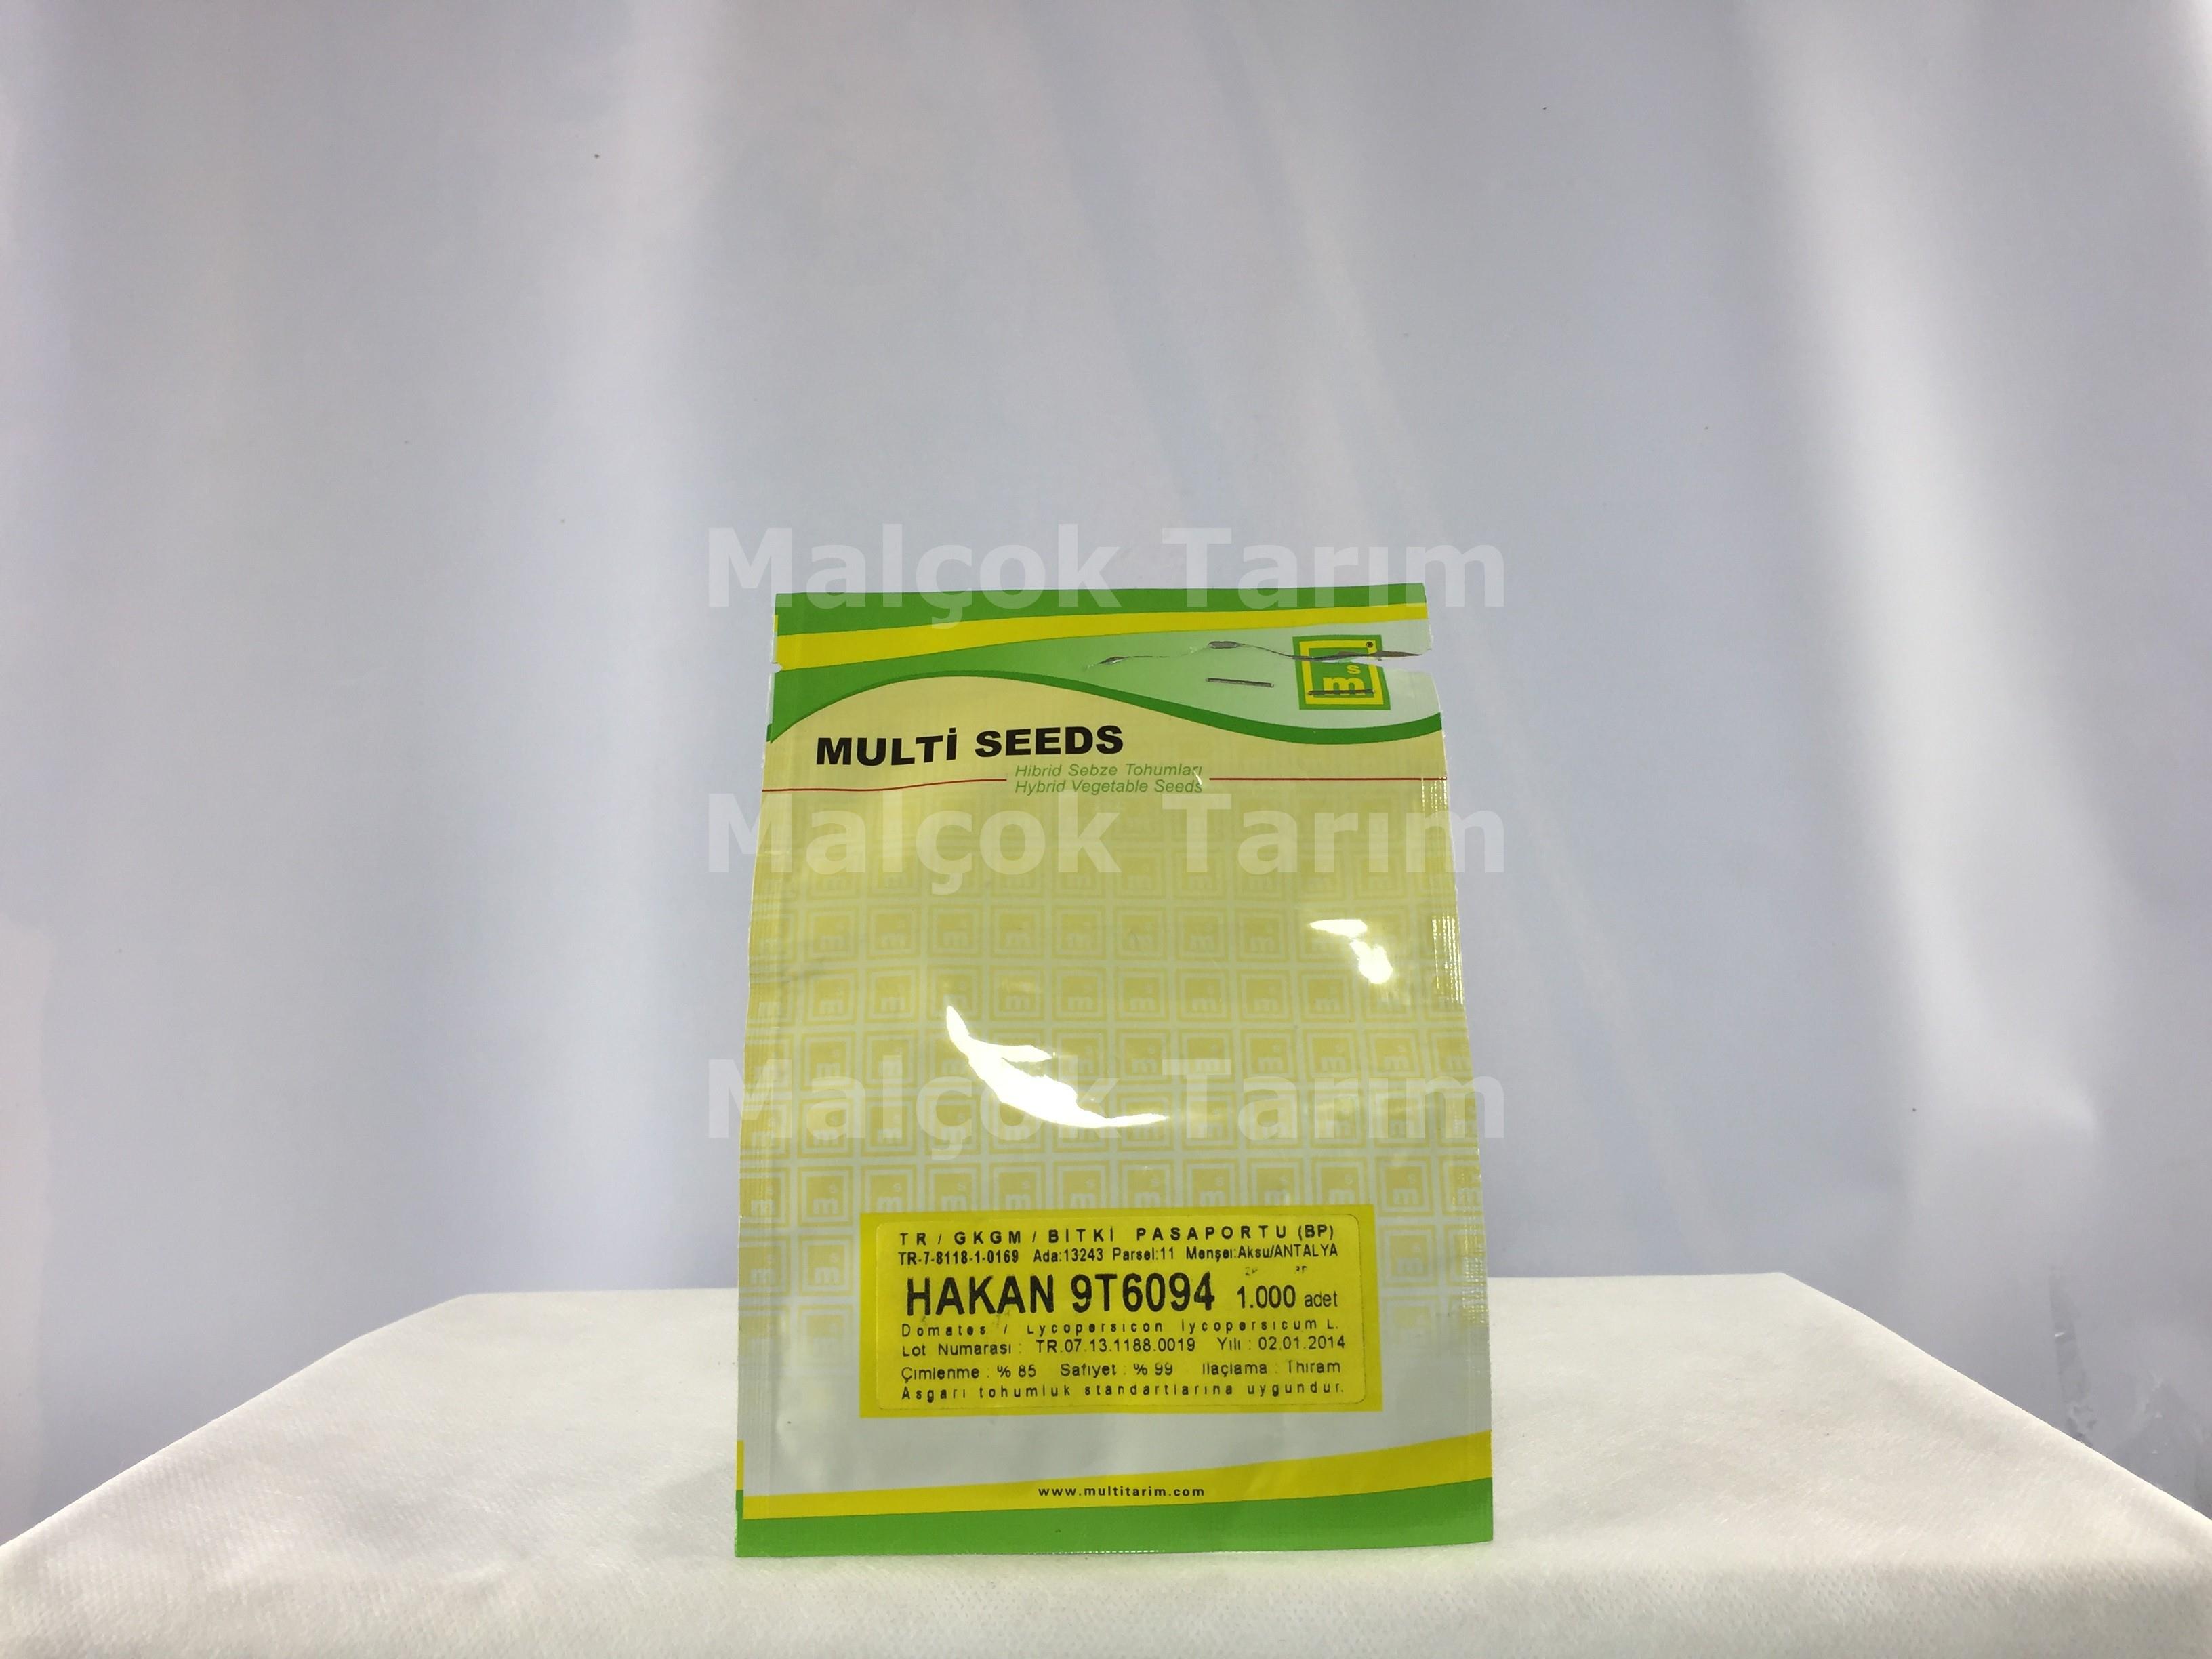 Malçok Tarım
MULTİ SEEDS
Hibrid Sebze Tohumları
Hybrid Vegetable Seeds
Malçok Tarım
Malçok Tarım
TR / GKGM / BİTKİ PASAPORTU (BP)
TR-7-8118-1-0169 Ada:13243 Parsel:11 Menşei:Aksu/ANTALYA
HAKAN 9T6094 1.000 adet
Domates / Lycopersicon lycopersicum L.
Lot Numarası : TR.07.13.1188.0019 Yılı : 02.01.2014
Çimlenme : % 85 Safiyet : % 99 İlaçlama : Thiram
Asgari tohumluk standartlarına uygundur.
www.multitarim.com